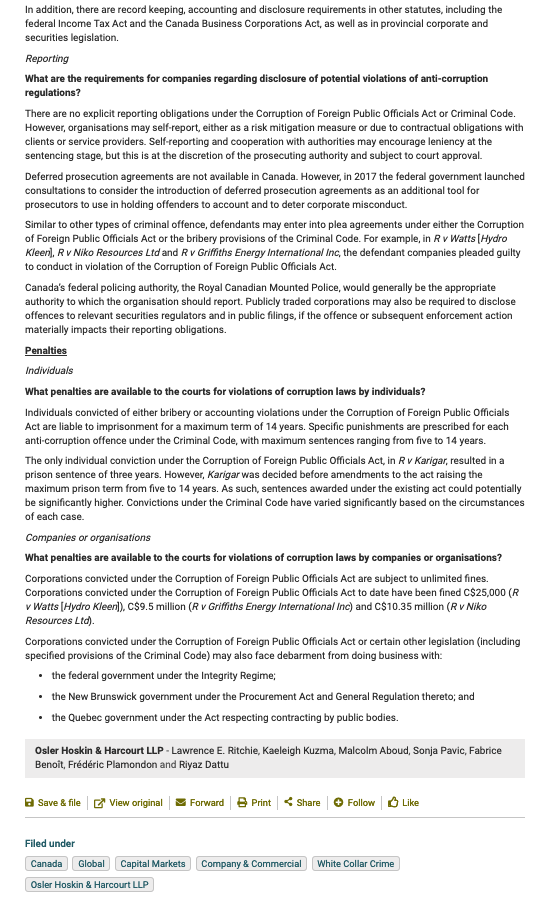 In addition, there are record keeping, accounting and disclosure requirements in other statutes, including the
federal Income Tax Act and the Canada Business Corporations Act, as well as in provincial corporate and
securities legislation.
Reporting
What are the requirements for companies regarding disclosure of potential violations of anti-corruption
regulations?
There are no explicit reporting obligations under the Corruption of Foreign Public Officials Act or Criminal Code.
However, organisations may self-report, either as a risk mitigation measure or due to contractual obligations with
clients or service providers. Self-reporting and cooperation with authorities may encourage leniency at the
sentencing stage, but this is at the discretion of the prosecuting authority and subject to court approval.
Deferred prosecution agreements are not available in Canada. However, in 2017 the federal government launched
consultations to consider the introduction of deferred prosecution agreements as an additional tool for
prosecutors to use in holding offenders to account and to deter corporate misconduct.
Similar to other types of criminal offence, defendants may enter into plea agreements under either the Corruption
of Foreign Public Officials Act or the bribery provisions of the Criminal Code. For example, in R v Watts [Hydro
Kleen], R v Niko Resources Ltd and R v Griffiths Energy International Inc, the defendant companies pleaded guilty
to conduct in violation of the Corruption of Foreign Public Officials Act.
Canada's federal policing authority, the Royal Canadian Mounted Police, would generally be the appropriate
authority to which the organisation should report. Publicly traded corporations may also be required to disclose
offences to relevant securities regulators and in public filings, if the offence or subsequent enforcement action
materially impacts their reporting obligations.
Penalties
Individuals
What penalties are available to the courts for violations of corruption laws by individuals?
Individuals convicted of either bribery or accounting violations under the Corruption of Foreign Public Officials
Act are liable to imprisonment for a maximum term of 14 years. Specific punishments are prescribed for each
anti-corruption offence under the Criminal Code, with maximum sentences ranging from five to 14 years.
The only individual conviction under the Corruption of Foreign Public Officials Act, in R v Karigar, resulted in a
prison sentence of three years. However, Karigar was decided before amendments to the act raising the
maximum prison term from five to 14 years. As such, sentences awarded under the existing act could potentially
be significantly higher. Convictions under the Criminal Code have varied significantly based on the circumstances
of each case.
Companies or organisations
What penalties are available to the courts for violations of corruption laws by companies or organisations?
Corporations convicted under the Corruption of Foreign Public Officials Act are subject to unlimited fines.
Corporations convicted under the Corruption of Foreign Public Officials Act to date have been fined C$25,000 (R
v Watts [Hydro Kleen]), C$9.5 million (R v Griffiths Energy International Inc) and C$10.35 million (R v Niko
Resources Ltd).
Corporations convicted under the Corruption of Foreign Public Officials Act or certain other legislation (including
specified provisions of the Criminal Code) may also face debarment from doing business with:
• the federal government under the Integrity Regime;
• the New Brunswick government under the Procurement Act and General Regulation thereto; and
• the Quebec government under the Act respecting contracting by public bodies.
Osler Hoskin & Harcourt LLP - Lawrence E. Ritchie, Kaeleigh Kuzma, Malcolm Aboud, Sonja Pavic, Fabrice
Benoît, Frédéric Plamondon and Riyaz Dattu
Save & file View original Forward Print Share Follow Like
Filed under
Canada Global Capital Markets Company & Commercial White Collar Crime
Osler Hoskin & Harcourt LLP